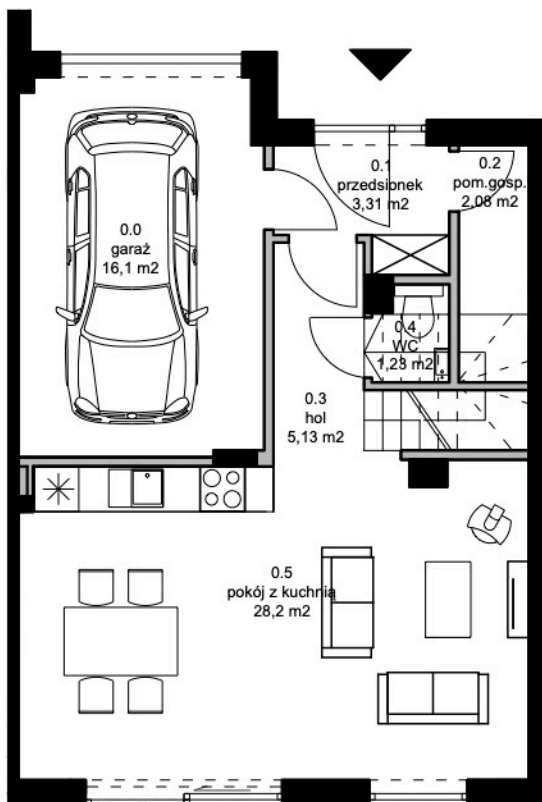 0.0
garaż
16,1 m2
0.1
przedsionek
3,31 m2
0.2
pom.gosp.
2,08 m2
0.4
WC
1,23 m2
0.3
hol
5,13 m2
0.5
pokój z kuchnią
28,2 m2